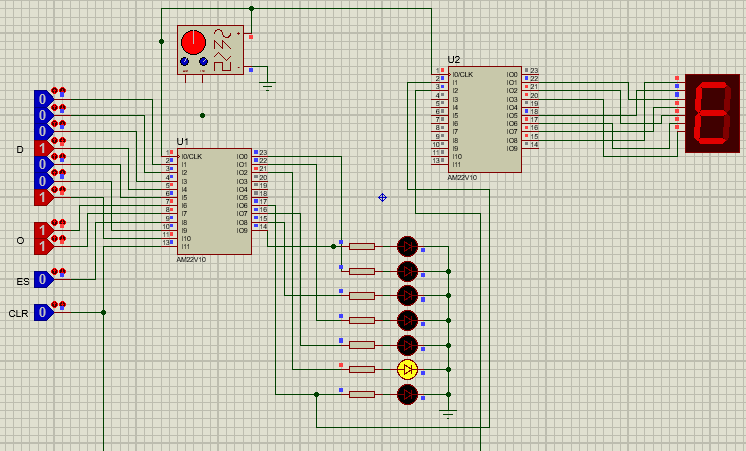 U2
1 I0/CLK IO0 23
2 I1 IO1 22
3 I2 IO2 21
4 I3 IO3 20
5 I4 IO4 19
6 I5 IO5 18
7 I6 IO6 17
8 I7 IO7 16
9 I8 IO8 15
10 I9 IO9 14
11 I10
13 I11
AM22V10
D
0
0
0
1
0
0
1
U1
1 I0/CLK IO0 23
2 I1 IO1 22
3 I2 IO2 21
4 I3 IO3 20
5 I4 IO4 19
6 I5 IO5 18
7 I6 IO6 17
8 I7 IO7 16
9 I8 IO8 15
10 I9 IO9 14
11 I10
13 I11
AM22V10
O
1
1
ES 0
CLR 0